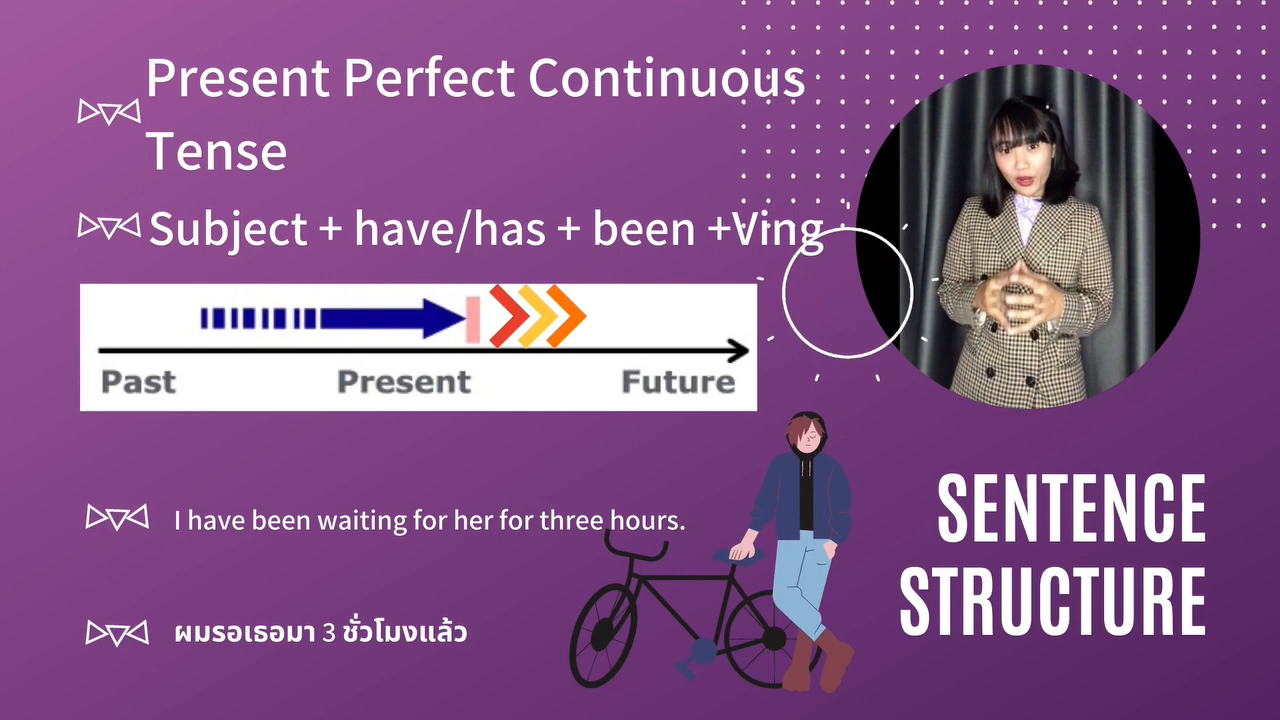 Present Perfect Continuous
Tense
Subject + have/has + been +Ving
Past Present Future
I have been waiting for her for three hours.
ผมรอเธอมา 3 ชั่วโมงแล้ว
SENTENCE
STRUCTURE